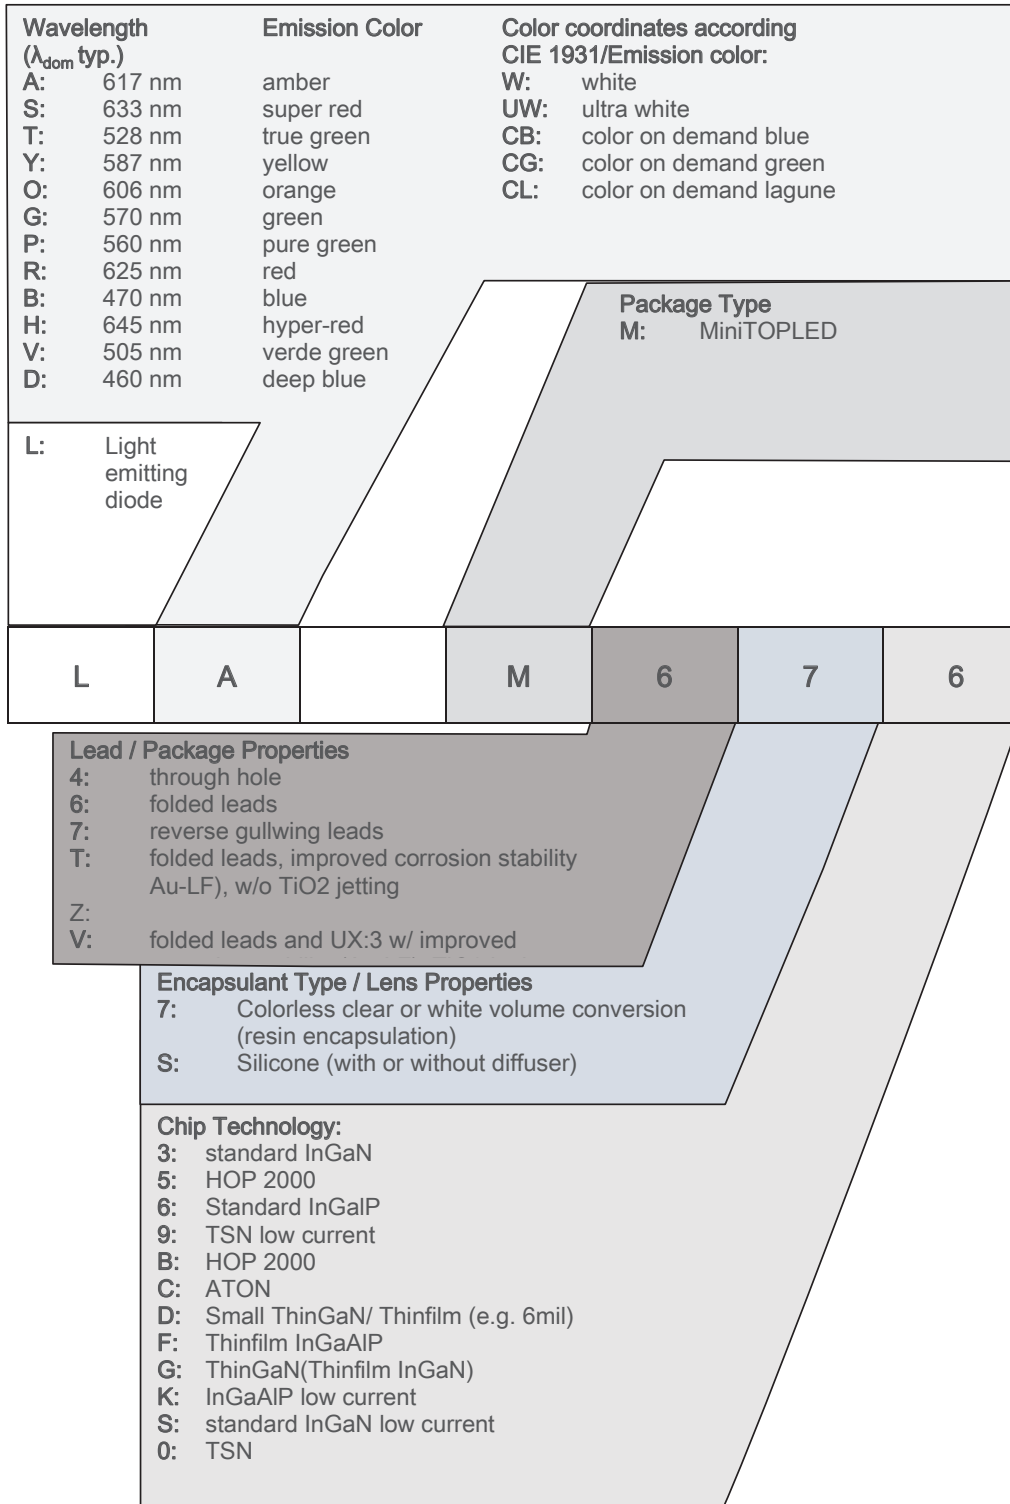 Wavelength Emission Color Color coordinates according
(λdom typ.) CIE 1931/Emission color:
A: 617 nm amber W: white
S: 633 nm super red UW: ultra white
T: 528 nm true green CB: color on demand blue
Y: 587 nm yellow CG: color on demand green
O: 606 nm orange CL: color on demand lagune
G: 570 nm green
P: 560 nm pure green
R: 625 nm red
B: 470 nm blue
H: 645 nm hyper-red
V: 505 nm verde green
D: 460 nm deep blue
Package Type
M: MiniTOPLED
L: Light
emitting
diode
L A M 6 7 6
Lead / Package Properties
4: through hole
6: folded leads
7: reverse gullwing leads
T: folded leads, improved corrosion stability
Au-LF), w/o TiO2 jetting
Z:
V: folded leads and UX:3 w/ improved
Encapsulant Type / Lens Properties
7: Colorless clear or white volume conversion
(resin encapsulation)
S: Silicone (with or without diffuser)
Chip Technology:
3: standard InGaN
5: HOP 2000
6: Standard InGalP
9: TSN low current
B: HOP 2000
C: ATON
D: Small ThinGaN/ Thinfilm (e.g. 6mil)
F: Thinfilm InGaAlP
G: ThinGaN(Thinfilm InGaN)
K: InGaAlP low current
S: standard InGaN low current
0: TSN